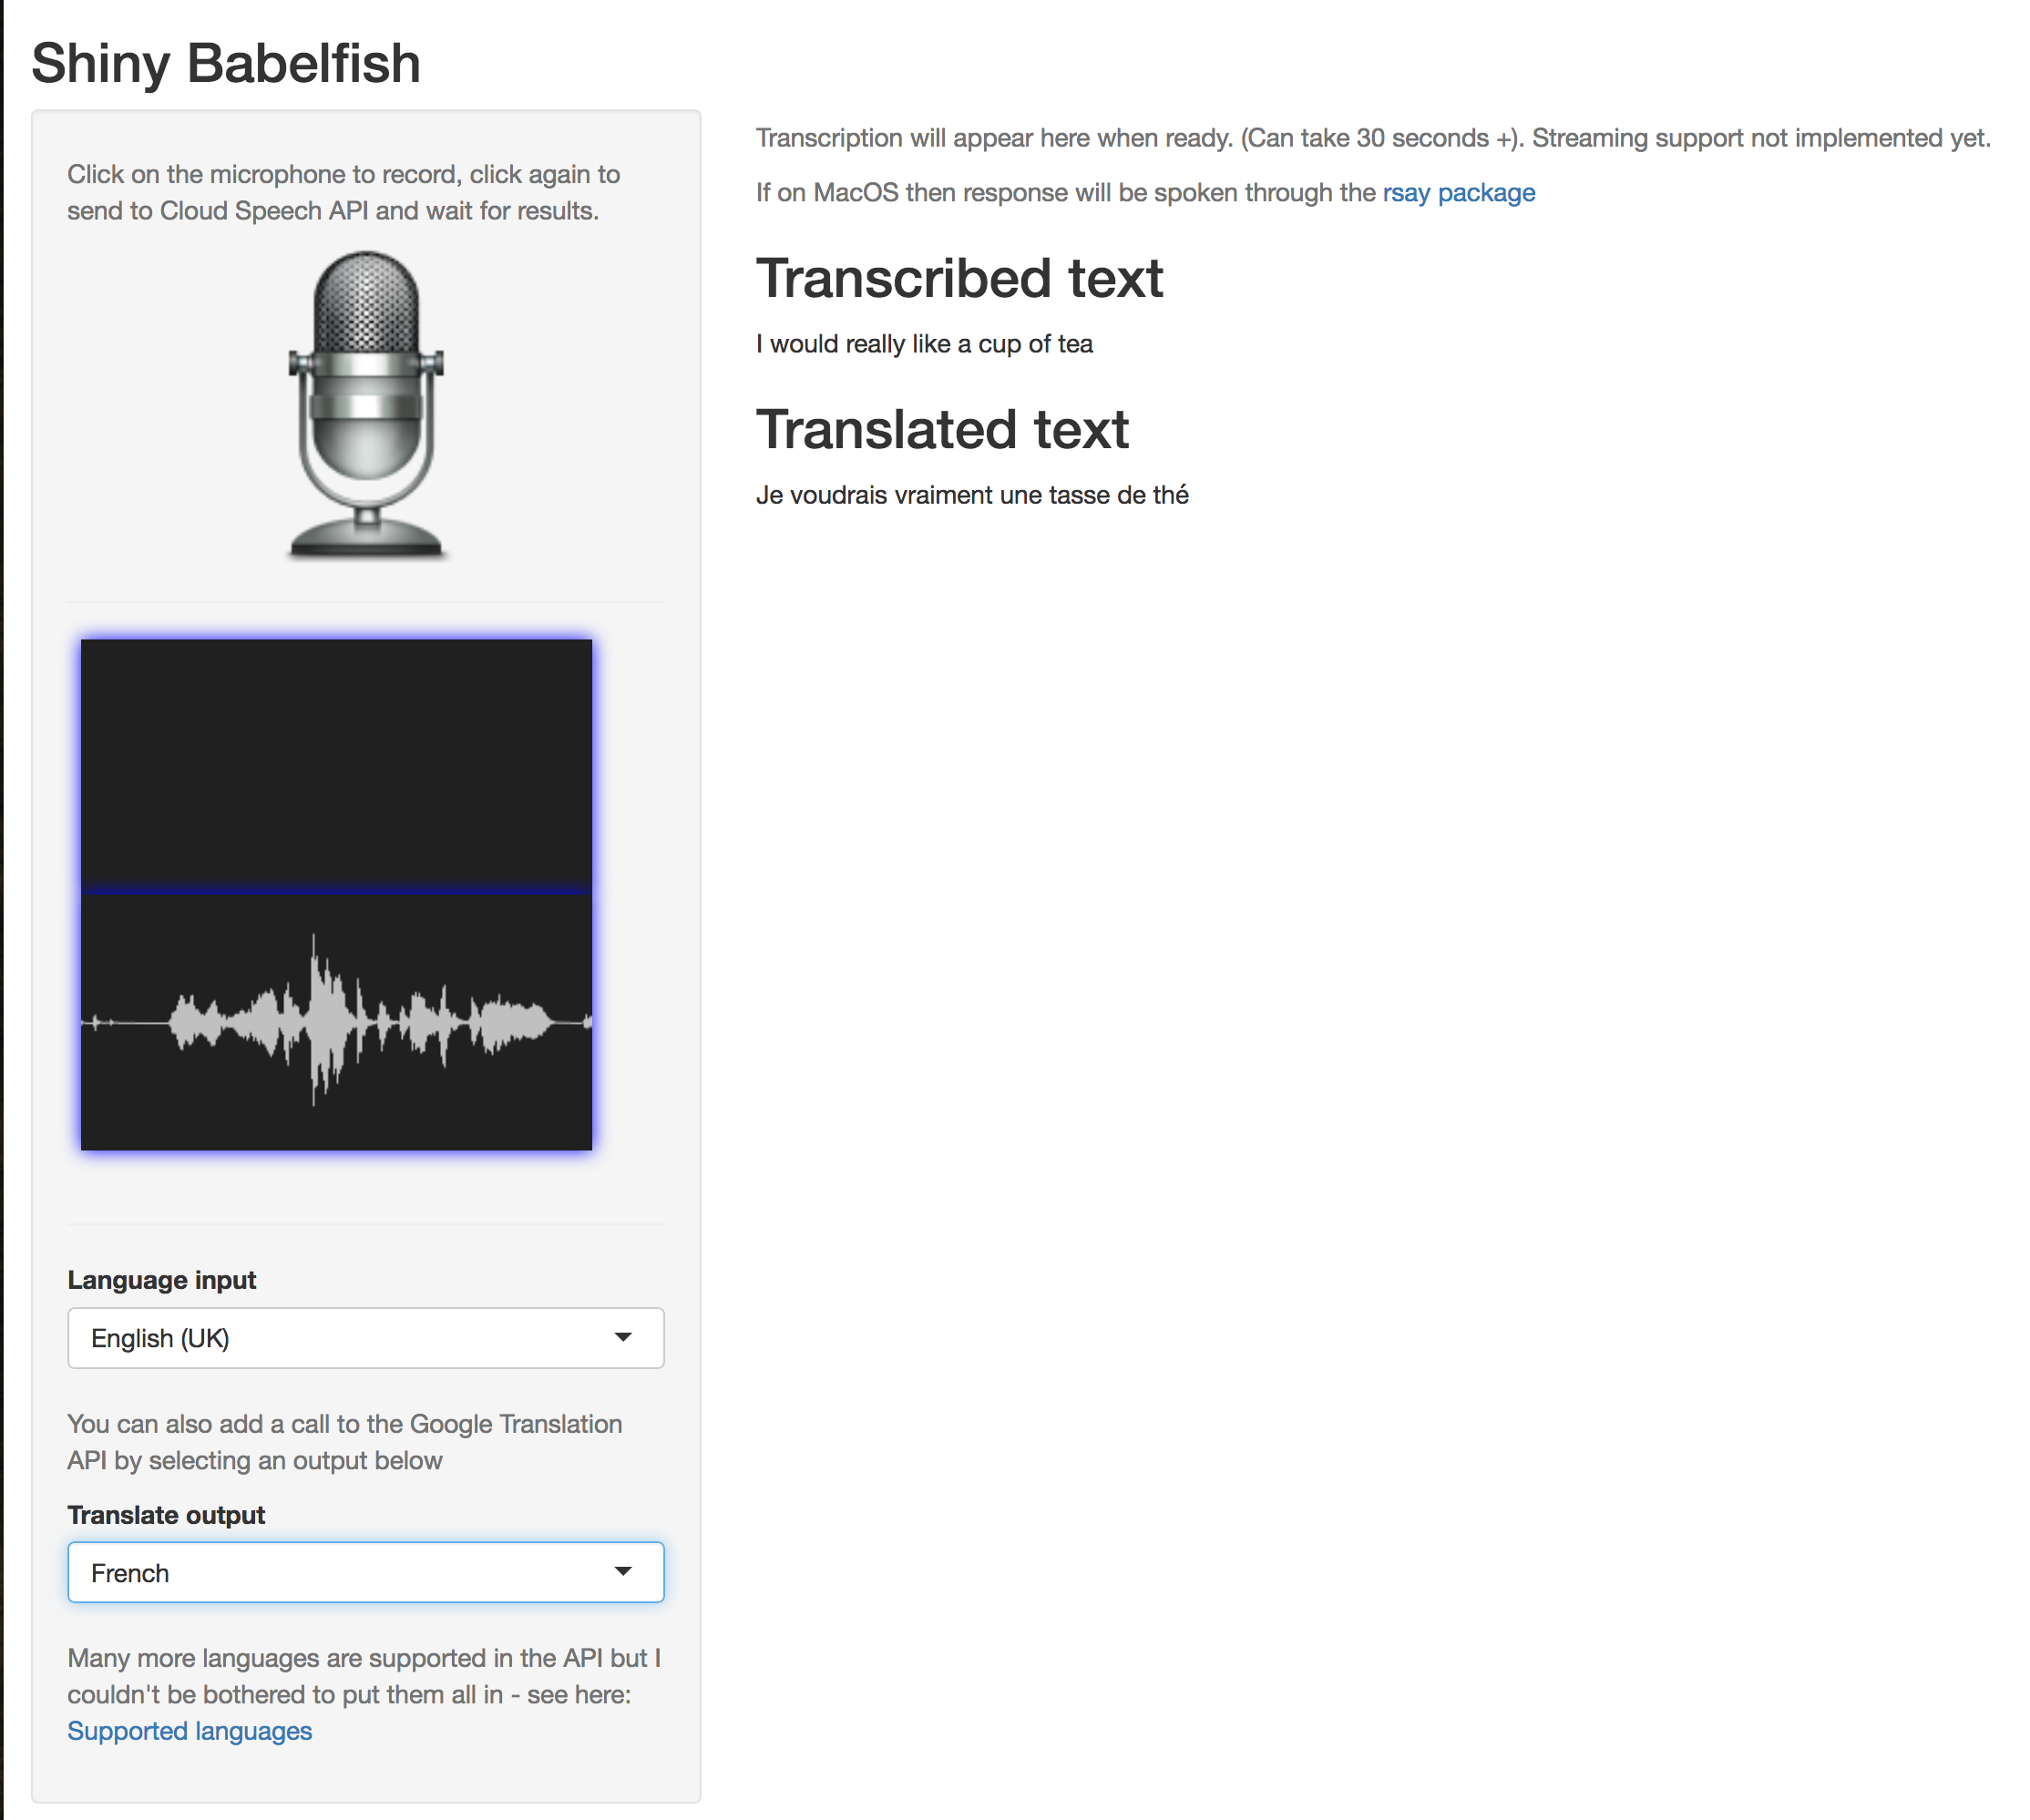 Shiny Babelfish
Click on the microphone to record, click again to
send to Cloud Speech API and wait for results.
Language input
English (UK)
You can also add a call to the Google Translation
API by selecting an output below
Translate output
French
Many more languages are supported in the API but I
couldn't be bothered to put them all in - see here:
Supported languages
Transcription will appear here when ready. (Can take 30 seconds +). Streaming support not implemented yet.
If on MacOS then response will be spoken through the rsay package
Transcribed text
I would really like a cup of tea
Translated text
Je voudrais vraiment une tasse de thé